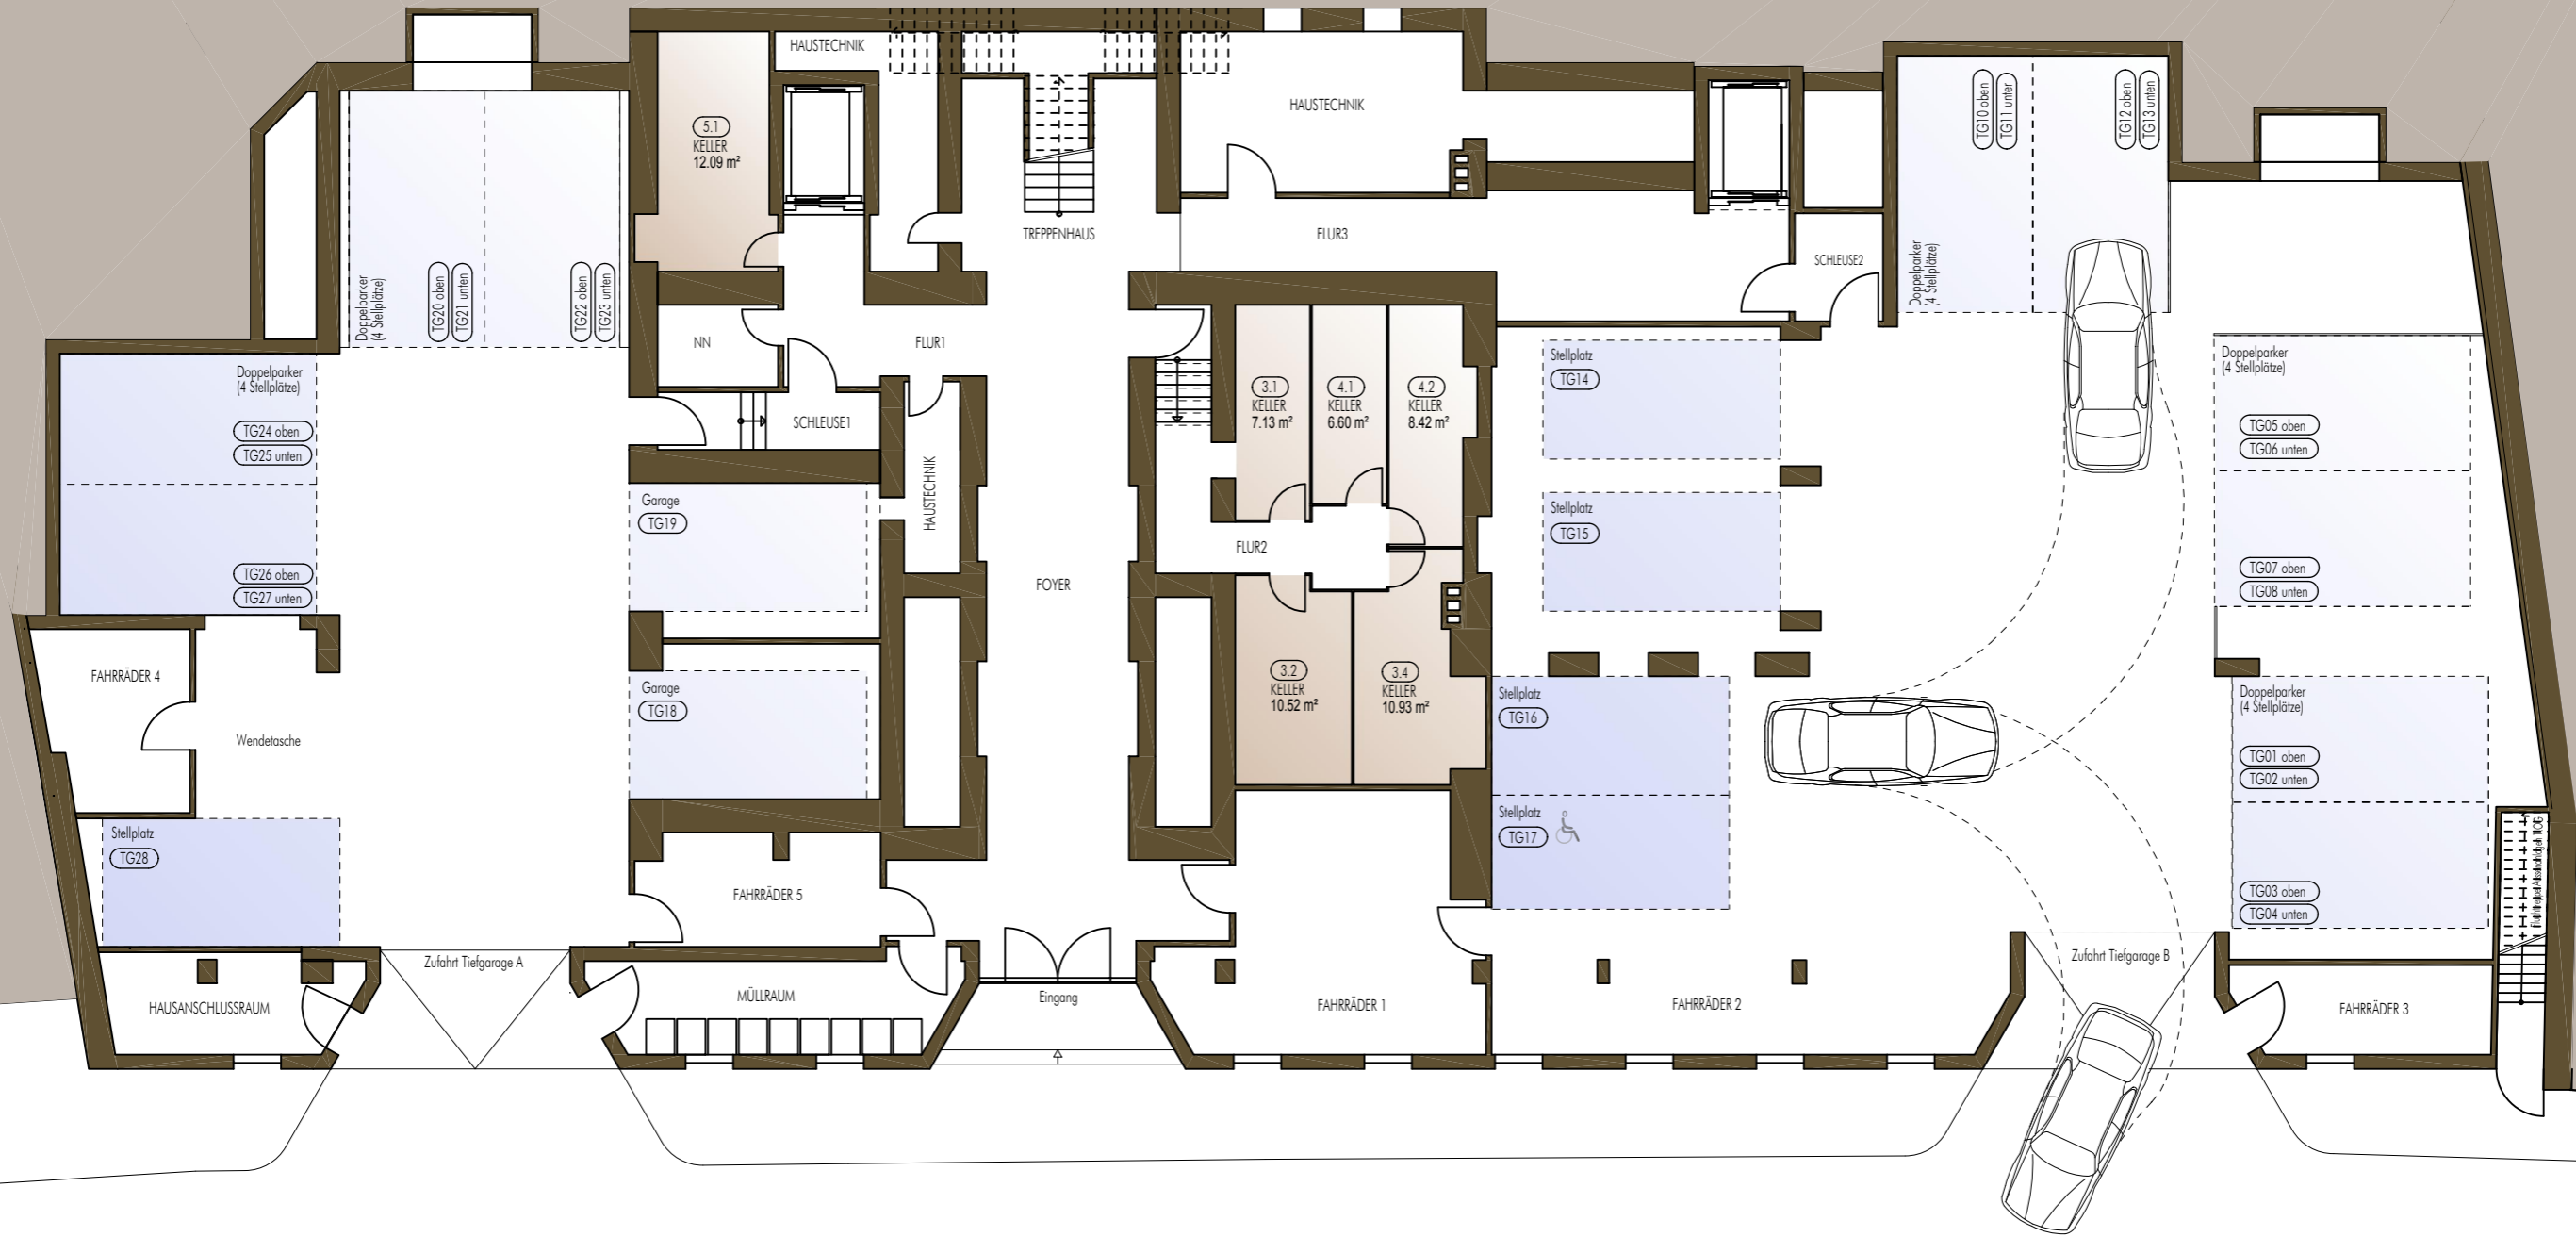 HAUSTECHNIK
5.1
KELLER
12.09 m²
HAUSTECHNIK
TG10 oben
TG11 unter
TG12 oben
TG13 unten
Doppelparker
(4 Stellplätze)
TREPPENHAUS
FLUR3
SCHLEUSE2
Doppelparker
(4 Stellplätze)
TG20 oben
TG21 unten
TG22 oben
TG23 unten
NN
FLUR1
SCHLEUSE1
Doppelparker
(4 Stellplätze)
TG24 oben
TG25 unten
TG26 oben
TG27 unten
3.1
KELLER
7.13 m²
4.1
KELLER
6.60 m²
4.2
KELLER
8.42 m²
Stellplatz
TG14
Stellplatz
TG15
Doppelparker
(4 Stellplätze)
TG05 oben
TG06 unten
TG07 oben
TG08 unten
Garage
TG19
HAUSTECHNIK
FLUR2
FOYER
FAHRRÄDER 4
Wendetasche
Garage
TG18
3.2
KELLER
10.52 m²
3.4
KELLER
10.93 m²
Stellplatz
TG16
Stellplatz
TG17
Doppelparker
(4 Stellplätze)
TG01 oben
TG02 unten
TG03 oben
TG04 unten
Stellplatz
TG28
FAHRRÄDER 5
Zufahrt Tiefgarage A
Zufahrt Tiefgarage B
HAUSANSCHLUSSRAUM
MÜLLRAUM
Eingang
FAHRRÄDER 1
FAHRRÄDER 2
FAHRRÄDER 3